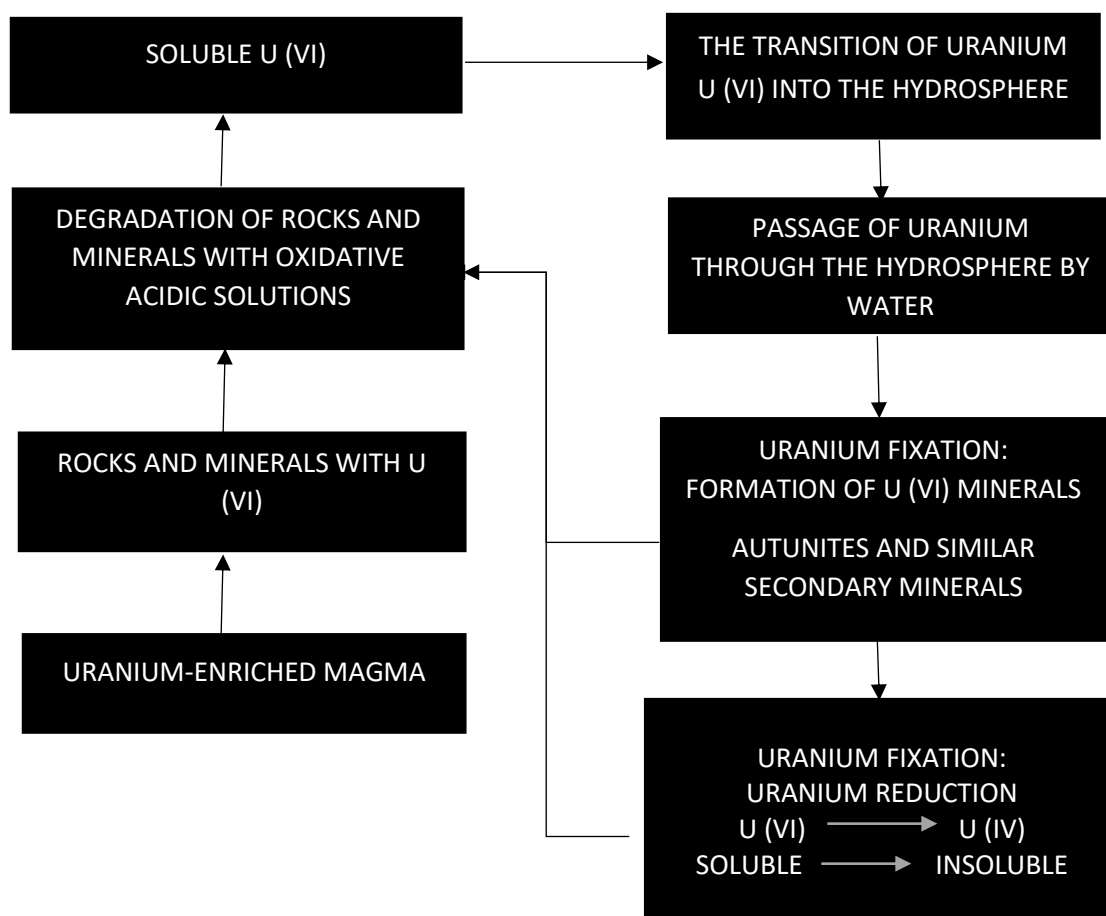 SOLUBLE U (VI)
THE TRANSITION OF URANIUM
U (VI) INTO THE HYDROSPHERE
DEGRADATION OF ROCKS AND
MINERALS WITH OXIDATIVE
ACIDIC SOLUTIONS
PASSAGE OF URANIUM
THROUGH THE HYDROSPHERE BY
WATER
ROCKS AND MINERALS WITH U
(VI)
URANIUM FIXATION:
FORMATION OF U (VI) MINERALS
AUTUNITES AND SIMILAR
SECONDARY MINERALS
URANIUM-ENRICHED MAGMA
URANIUM FIXATION:
URANIUM REDUCTION
U (VI) U (IV)
SOLUBLE INSOLUBLE